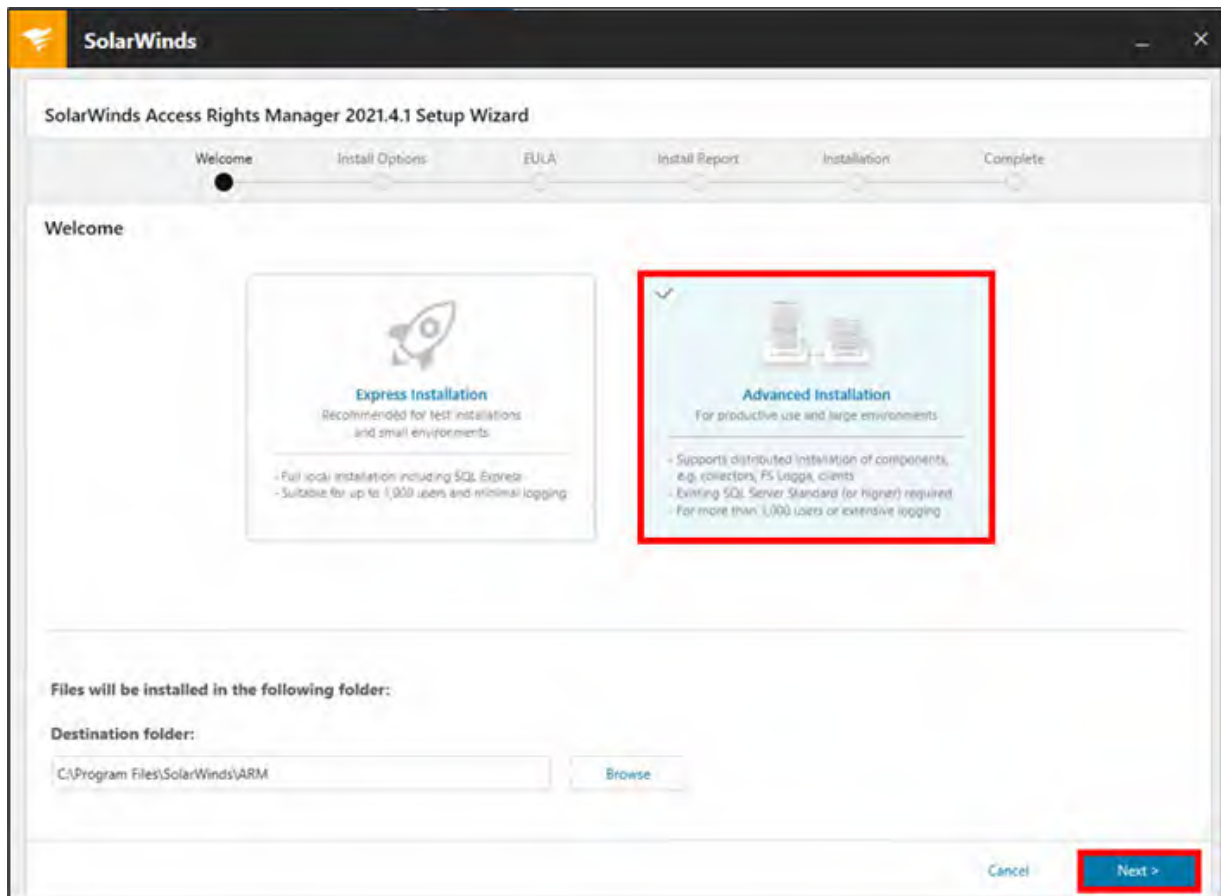 SolarWinds
SolarWinds Access Rights Manager 2021.4.1 Setup Wizard
Welcome Install Options EULA Install Report Installation Complete
Welcome
Express Installation
Recommended for test installations
and small environments
- Full local installation including SQL Express
- Suitable for up to 1,000 users and minimal logging
Advanced Installation
For productive use and large environments
- Supports distributed installation of components,
e.g. collectors, FS Logga, clients
- Existing SQL Server Standard (or higher) required
- For more than 1,000 users or extensive logging
Files will be installed in the following folder:
Destination folder:
C:\Program Files\SolarWinds\ARM Browse
Cancel Next >